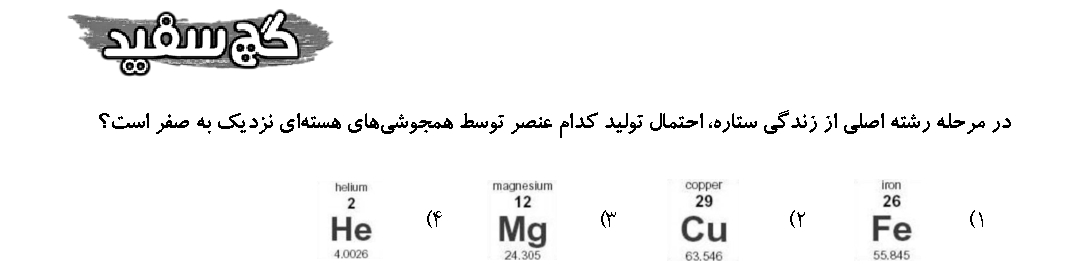 گچ سفید
در مرحله رشته اصلی از زندگی ستاره، احتمال تولید کدام عنصر توسط همجوشی‌های هسته‌ای نزدیک به صفر است؟
۱) iron 26 Fe 55.845
۲) copper 29 Cu 63.546
۳) magnesium 12 Mg 24.305
۴) helium 2 He 4.0026